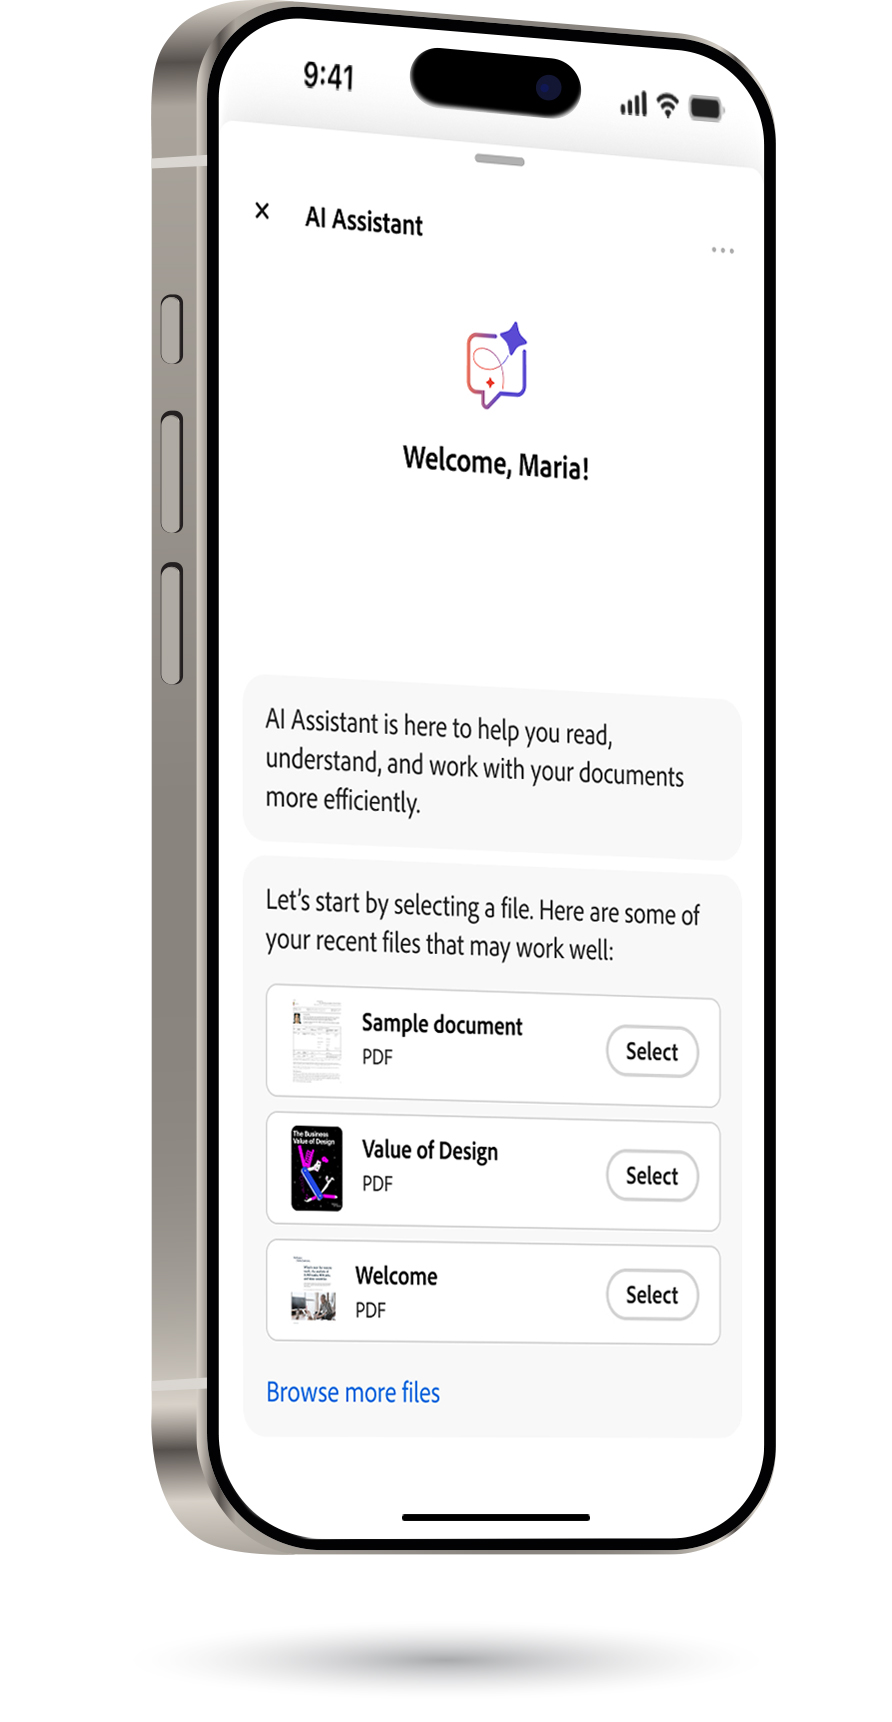 9:41
AI Assistant
Welcome, Maria!
AI Assistant is here to help you read,
understand, and work with your documents
more efficiently.
Let’s start by selecting a file. Here are some of
your recent files that may work well:
Sample document
PDF
Select
The Business
Value of Design
Value of Design
PDF
Select
Welcome
PDF
Select
Browse more files